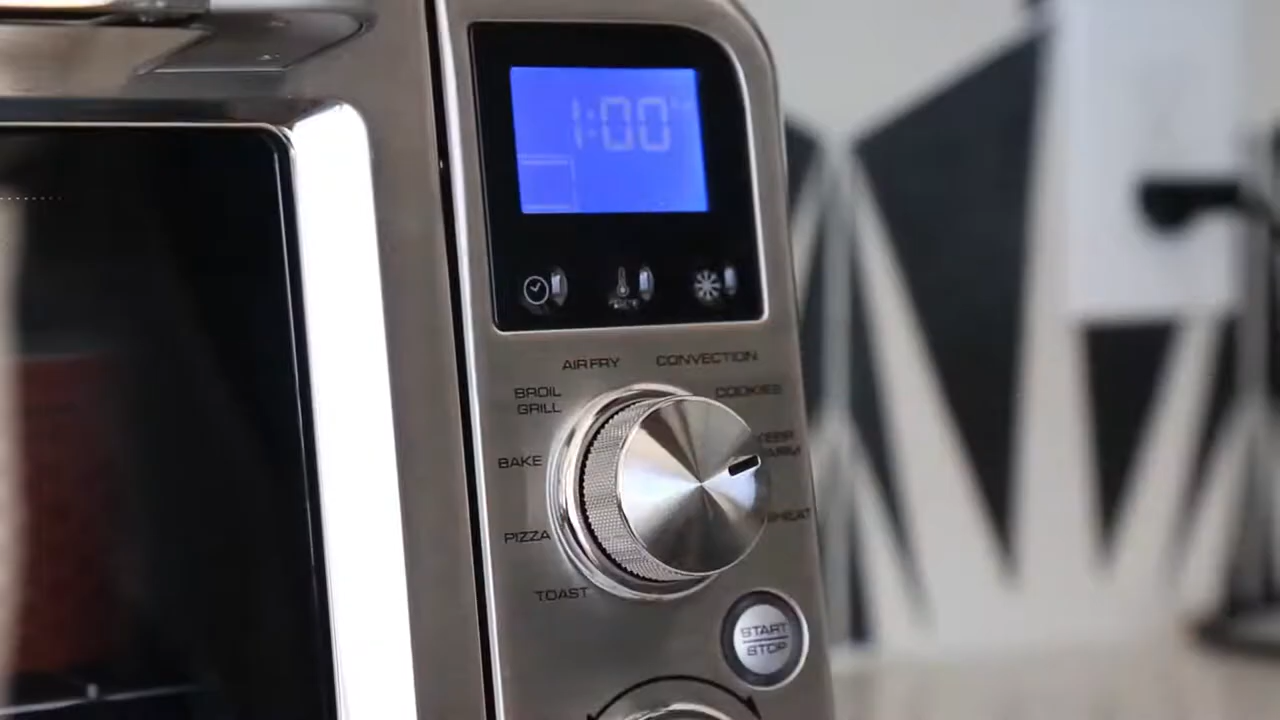 1:00
AIR FRY
CONVECTION
BROIL
GRILL
COOKIES
BAKE
PIZZA
TOAST
START
STOP